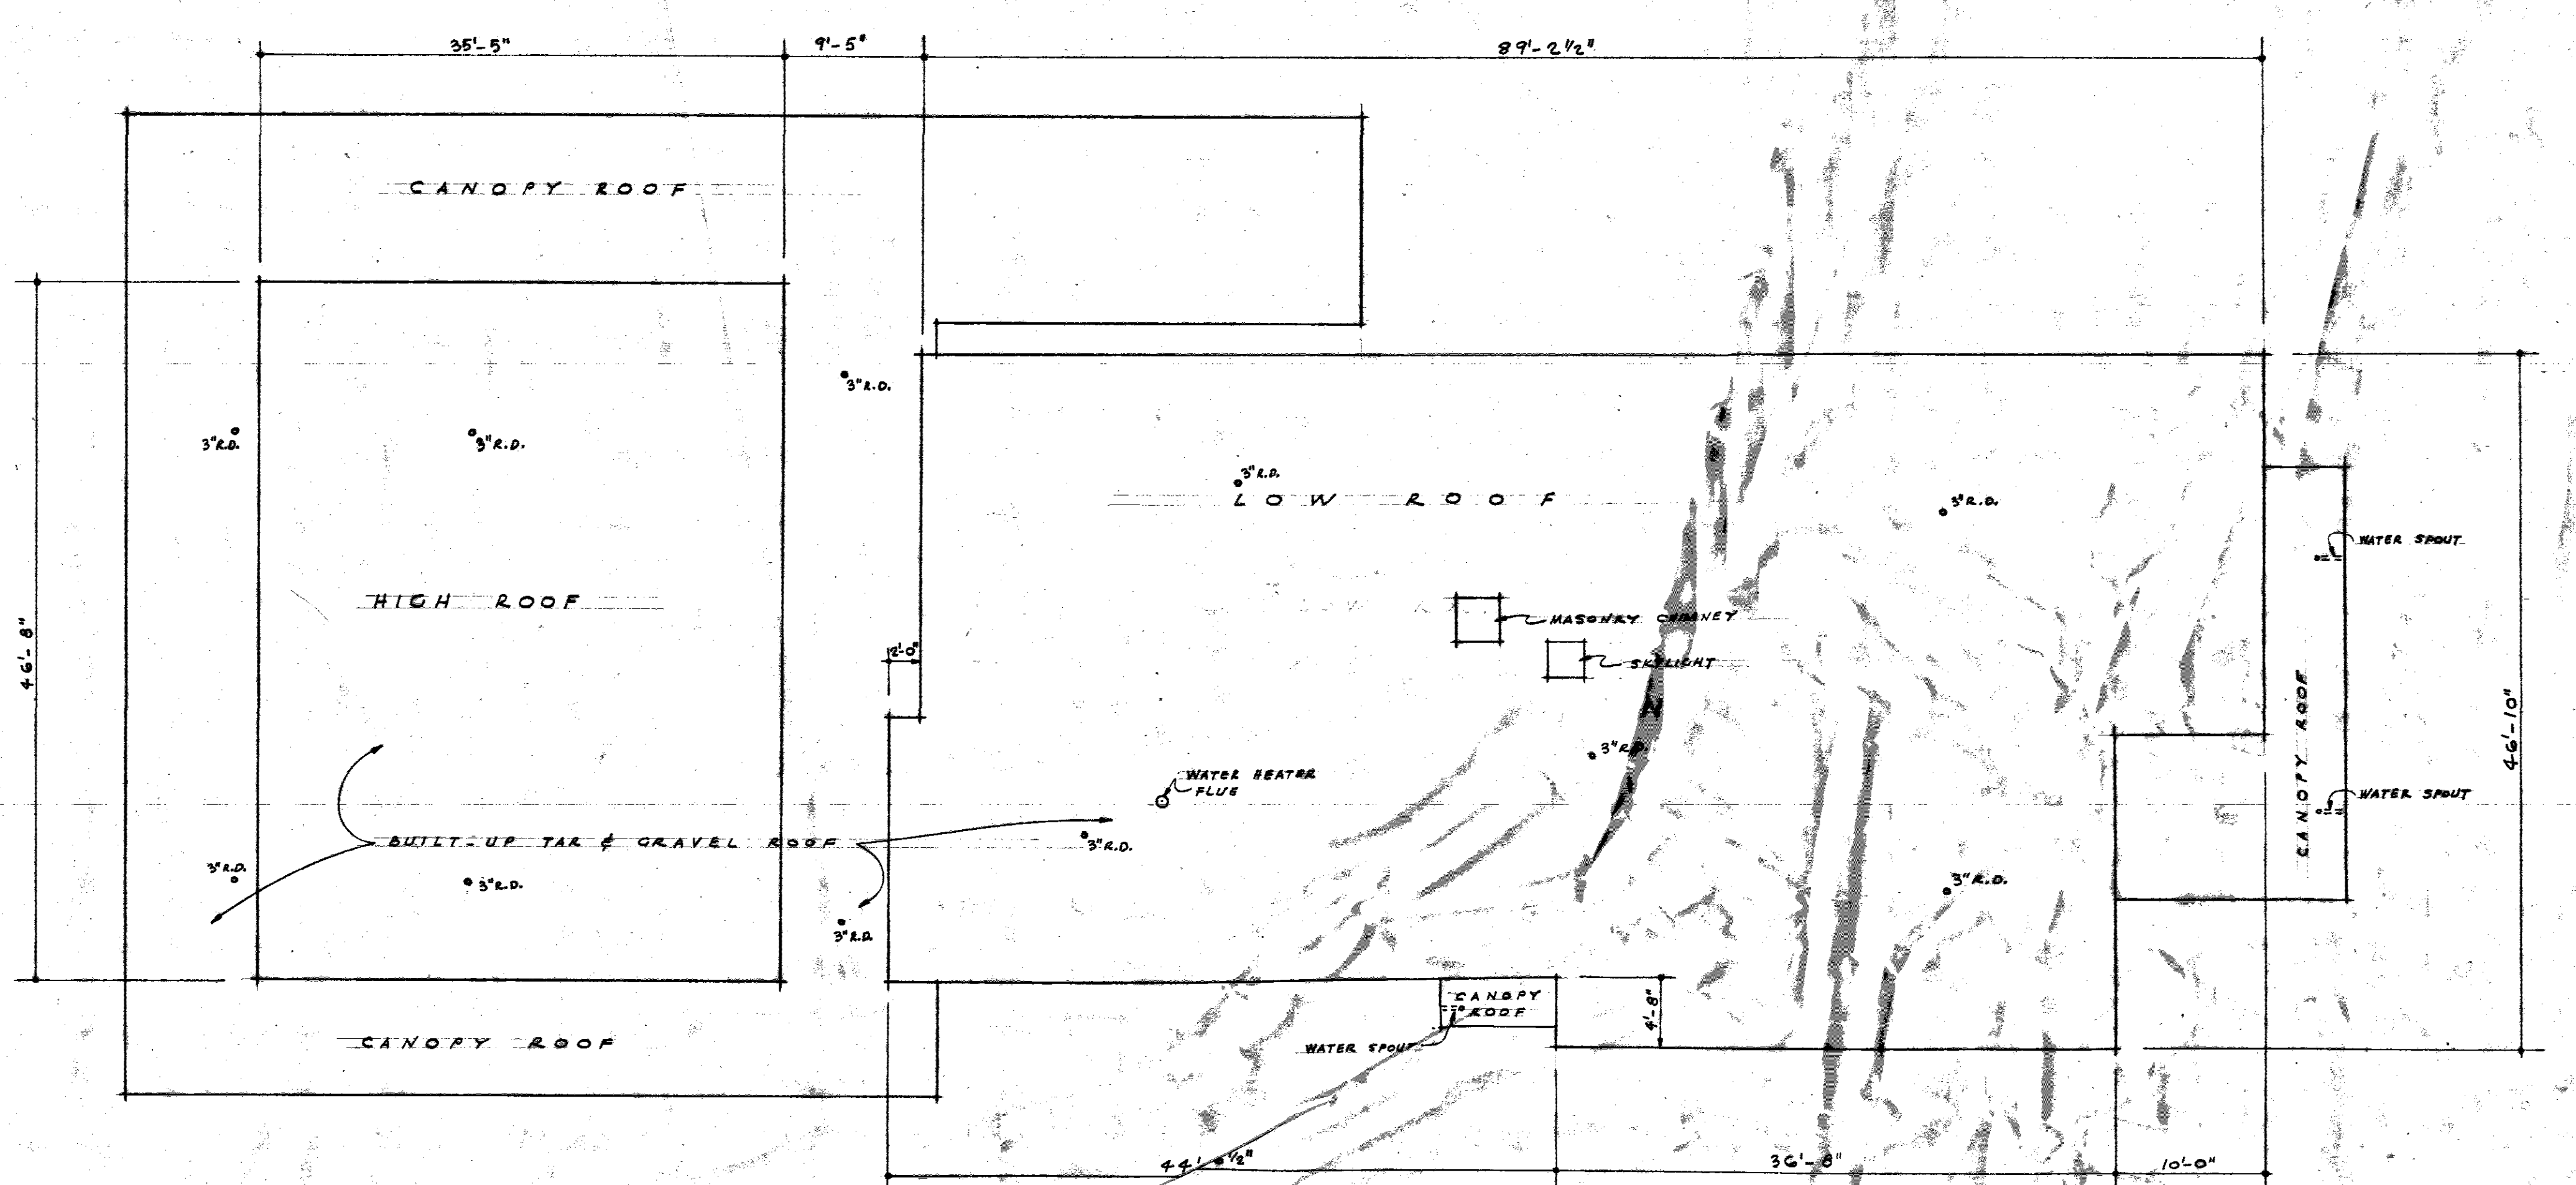 35'-5"
9'-5"
89'-2 1/2"
CANOPY ROOF
3" R.D.
3" R.D.
3" R.D.
3" R.D.
LOW ROOF
3" R.D.
WATER SPOUT
HIGH ROOF
MASONRY CHIMNEY
46'-8"
2'-0"
SKYLIGHT
CANOPY ROOF
46'-10"
3" R.D.
WATER HEATER
FLUE
WATER SPOUT
BUILT-UP TAR & GRAVEL ROOF
3" R.D.
3" R.D.
3" R.D.
3" R.D.
3" R.D.
CANOPY
ROOF
4'-8"
CANOPY ROOF
WATER SPOUT
44'
1/2"
36'-8"
10'-0"